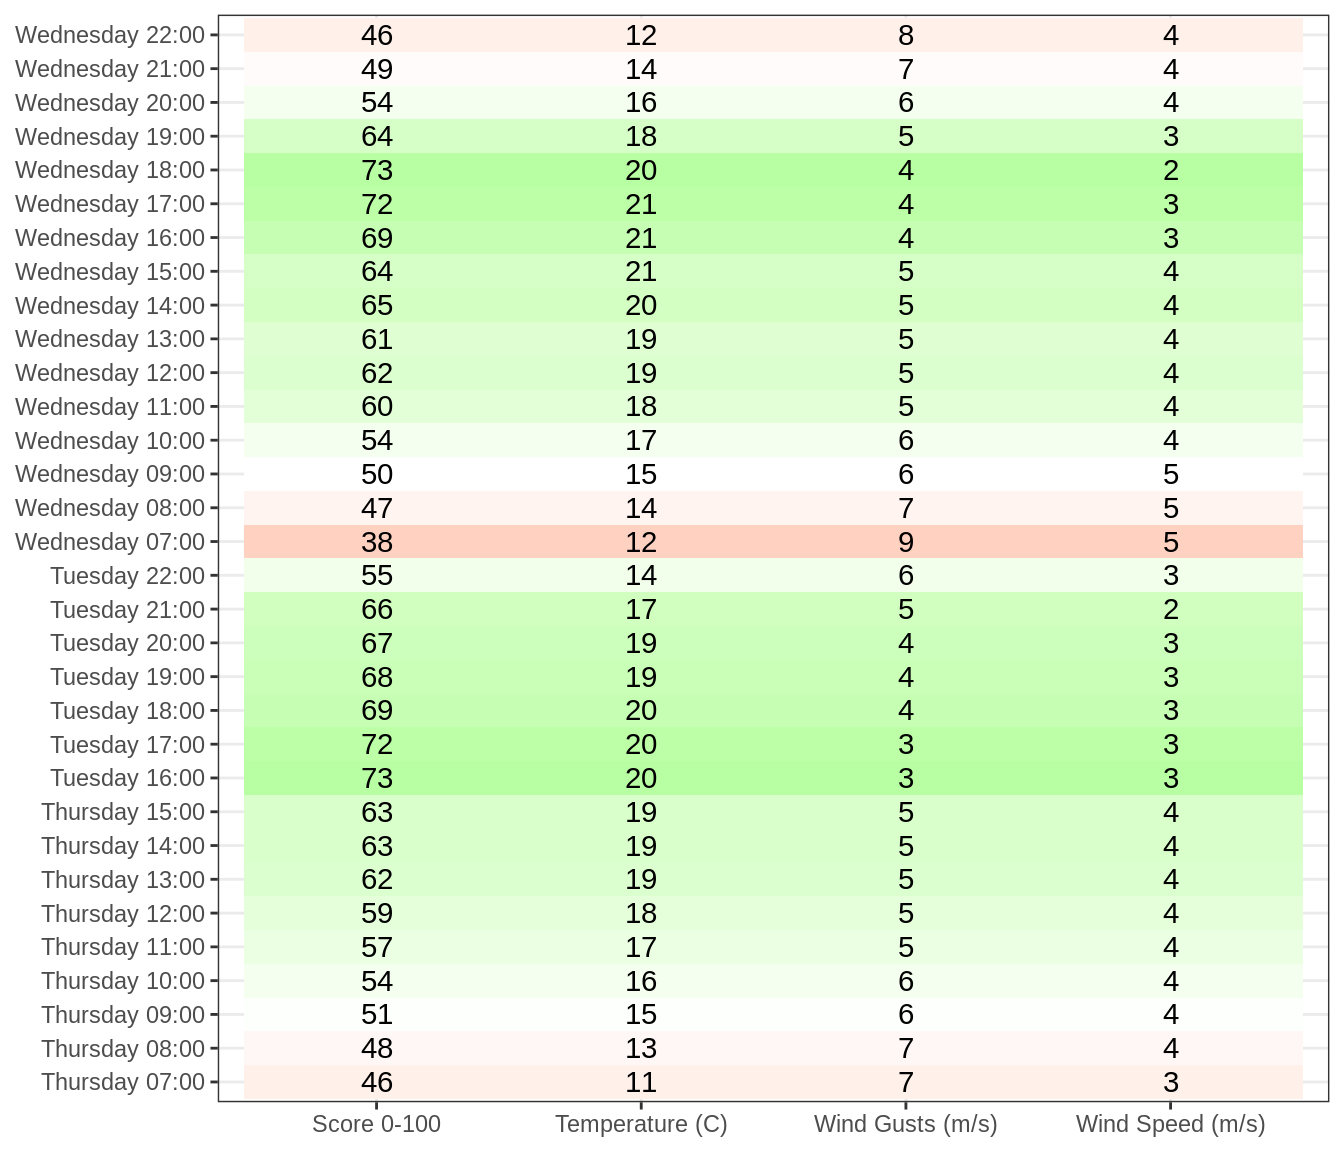 Wednesday 22:00 46 12 8 4
Wednesday 21:00 49 14 7 4
Wednesday 20:00 54 16 6 4
Wednesday 19:00 64 18 5 3
Wednesday 18:00 73 20 4 2
Wednesday 17:00 72 21 4 3
Wednesday 16:00 69 21 4 3
Wednesday 15:00 64 21 5 4
Wednesday 14:00 65 20 5 4
Wednesday 13:00 61 19 5 4
Wednesday 12:00 62 19 5 4
Wednesday 11:00 60 18 5 4
Wednesday 10:00 54 17 6 4
Wednesday 09:00 50 15 6 5
Wednesday 08:00 47 14 7 5
Wednesday 07:00 38 12 9 5
Tuesday 22:00 55 14 6 3
Tuesday 21:00 66 17 5 2
Tuesday 20:00 67 19 4 3
Tuesday 19:00 68 19 4 3
Tuesday 18:00 69 20 4 3
Tuesday 17:00 72 20 3 3
Tuesday 16:00 73 20 3 3
Thursday 15:00 63 19 5 4
Thursday 14:00 63 19 5 4
Thursday 13:00 62 19 5 4
Thursday 12:00 59 18 5 4
Thursday 11:00 57 17 5 4
Thursday 10:00 54 16 6 4
Thursday 09:00 51 15 6 4
Thursday 08:00 48 13 7 4
Thursday 07:00 46 11 7 3
Score 0-100 Temperature (C) Wind Gusts (m/s) Wind Speed (m/s)